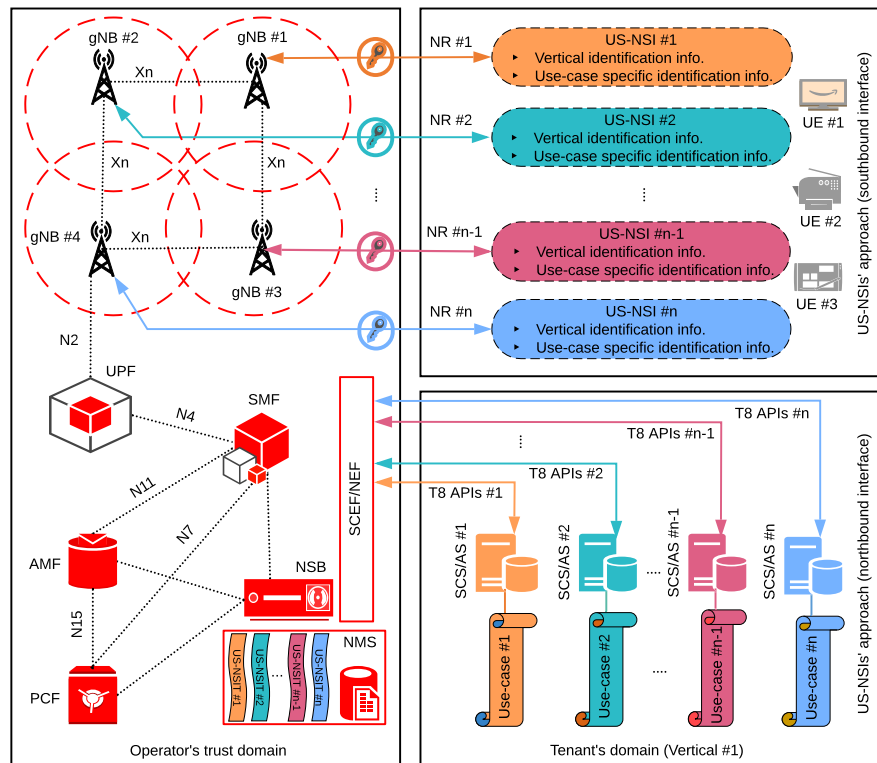 gNB #2
gNB #1
Xn
Xn
Xn
gNB #4
Xn
gNB #3
N2
UPF
N4
SMF
N11
N7
AMF
NSB
N15
PCF
SCEF/NEF
NMS
US-NSIT #1
US-NSIT #2
...
US-NSIT #n-1
US-NSIT #n
Operator's trust domain
NR #1
US-NSI #1
Vertical identification info.
Use-case specific identification info.
NR #2
US-NSI #2
Vertical identification info.
Use-case specific identification info.
NR #n-1
US-NSI #n-1
Vertical identification info.
Use-case specific identification info.
NR #n
US-NSI #n
Vertical identification info.
Use-case specific identification info.
UE #1
UE #2
UE #3
US-NSIs' approach (southbound interface)
T8 APIs #n
T8 APIs #n-1
T8 APIs #2
T8 APIs #1
SCS/AS #1
SCS/AS #2
....
SCS/AS #n-1
SCS/AS #n
Use-case #1
Use-case #2
....
Use-case #n-1
Use-case #n
Tenant's domain (Vertical #1)
US-NSIs' approach (northbound interface)